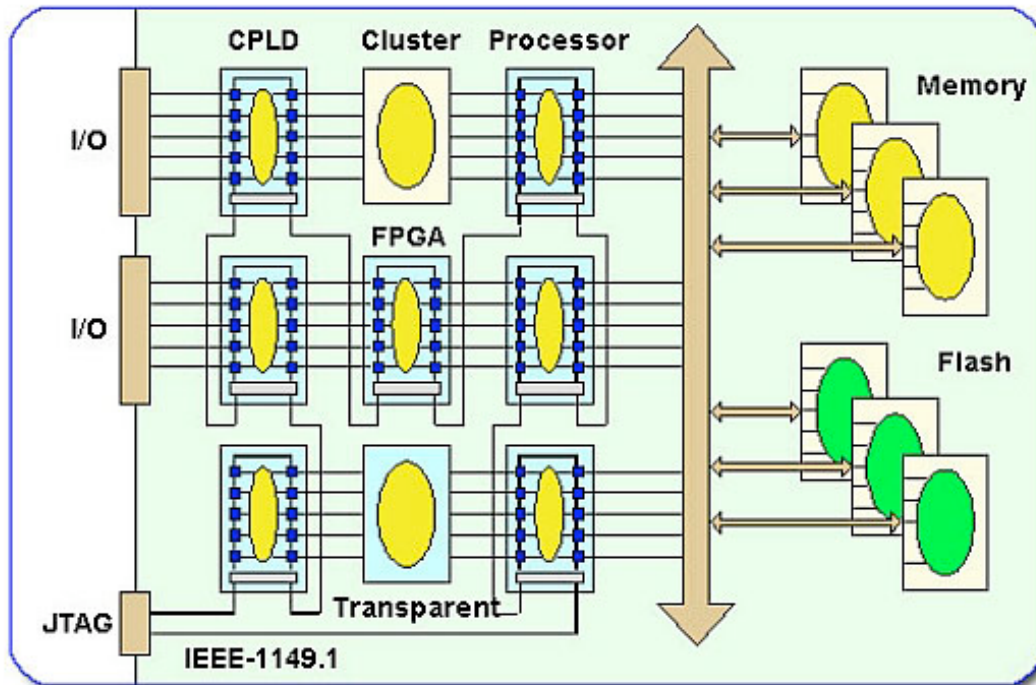 CPLD
Cluster
Processor
Memory
I/O
FPGA
I/O
Flash
Transparent
JTAG
IEEE-1149.1